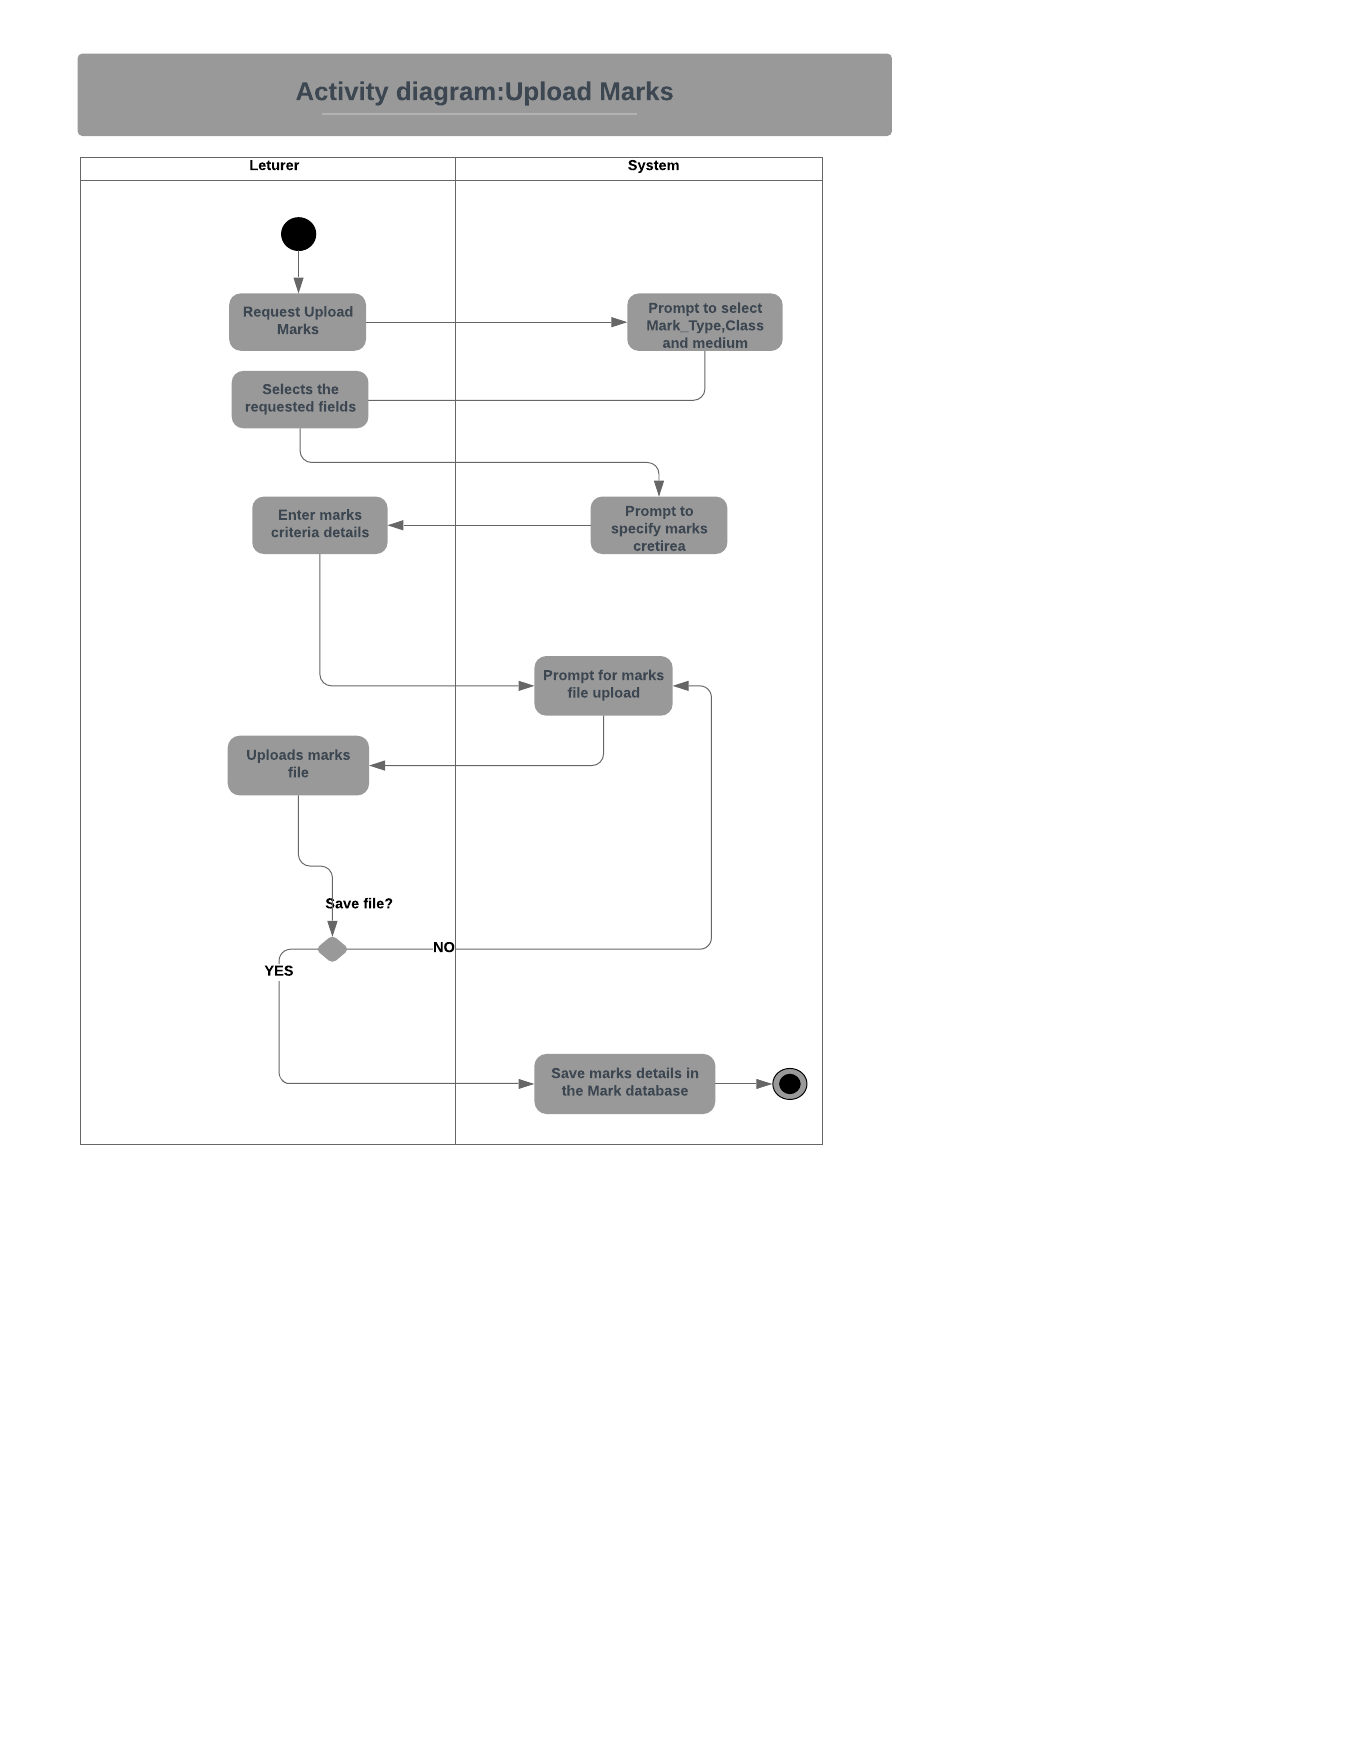 Activity diagram:Upload Marks
Leturer
System
Request Upload
Marks
Prompt to select
Mark_Type,Class
and medium
Selects the
requested fields
Enter marks
criteria details
Prompt to
specify marks
cretirea
Prompt for marks
file upload
Uploads marks
file
Save file?
NO
YES
Save marks details in
the Mark database